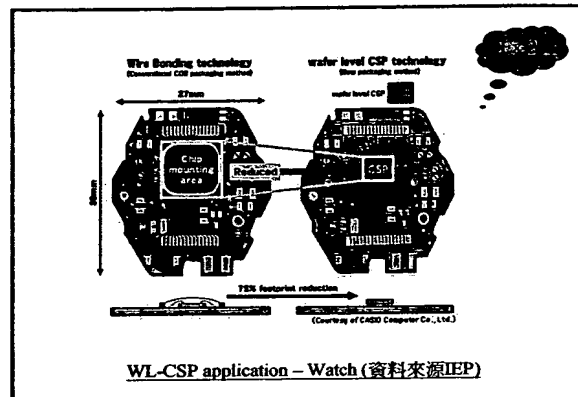 Wire Bonding technology
(Conventional COB packaging method)
wafer level CSP technology
(New packaging method)
wafer level CSP
27mm
Chip
mounting
area
Reduced
CSP
75% footprint reduction
(Courtesy of CASIO Computer Co.,Ltd.)
WL-CSP application – Watch (資料來源IEP)